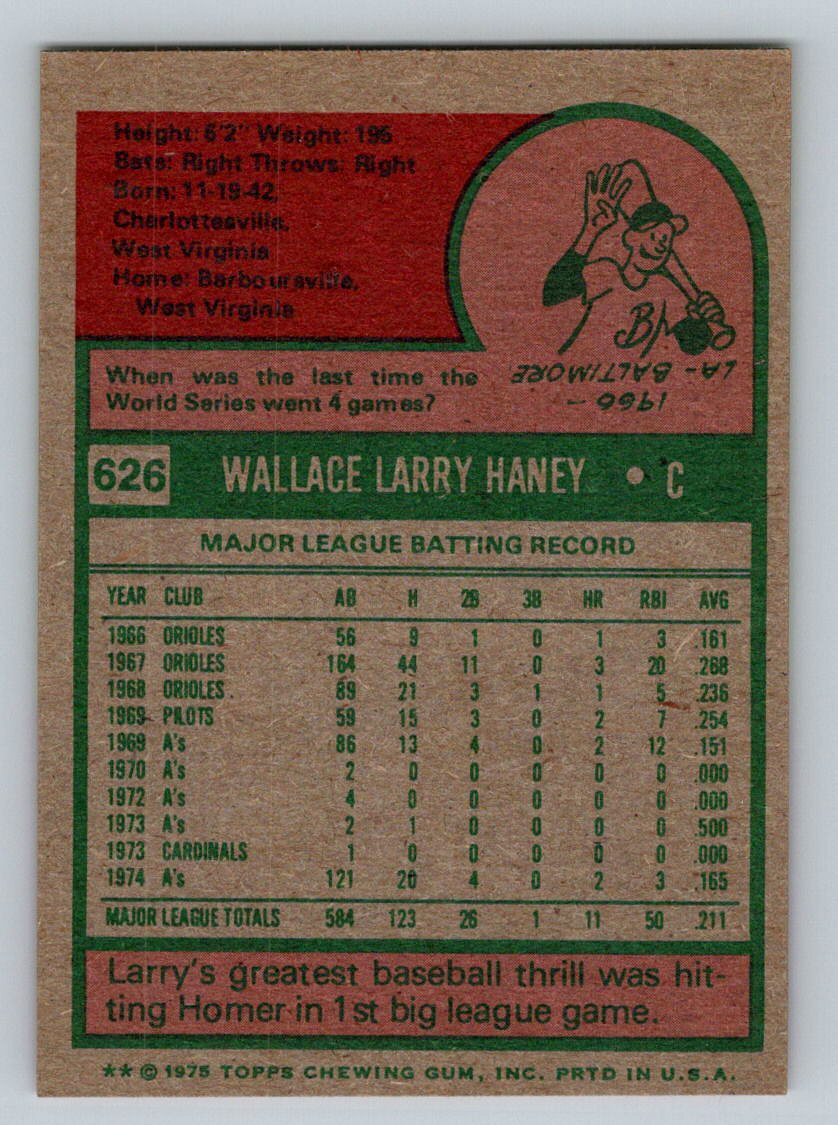 Height: 6'2" Weight: 195
Bats: Right Throws: Right
Born: 11-19-42,
Charlottesville,
West Virginia
Home: Barboursville,
West Virginia
When was the last time the
World Series went 4 games?
1966 -
LA - BALTIMORE
626 WALLACE LARRY HANEY • C
MAJOR LEAGUE BATTING RECORD
YEAR CLUB AB H 2B 3B HR RBI AVG
1966 ORIOLES 56 9 1 0 1 3 .161
1967 ORIOLES 164 44 11 0 3 20 .268
1968 ORIOLES 89 21 3 1 1 5 .236
1969 PILOTS 59 15 3 0 2 7 .254
1969 A's 86 13 4 0 2 12 .151
1970 A's 2 0 0 0 0 0 .000
1972 A's 4 0 0 0 0 0 .000
1973 A's 2 1 0 0 0 0 .500
1973 CARDINALS 1 0 0 0 0 0 .000
1974 A's 121 20 4 0 2 3 .165
MAJOR LEAGUE TOTALS 584 123 26 1 11 50 .211
Larry's greatest baseball thrill was hit-
ting Homer in 1st big league game.
** © 1975 TOPPS CHEWING GUM, INC. PRTD IN U.S.A.